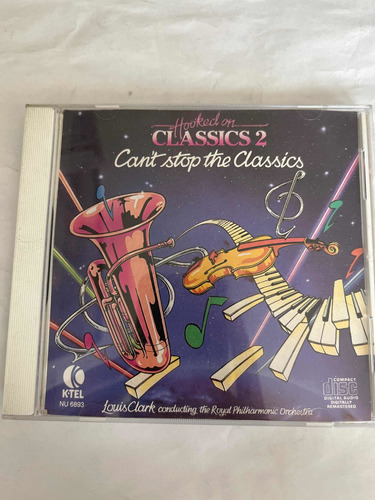 Hooked on
CLASSICS 2
Can't stop the Classics
K-TEL
NU 6893
Louis Clark conducting the Royal Philharmonic Orchestra
COMPACT
disc
DIGITAL AUDIO
DIGITALLY
REMASTERED